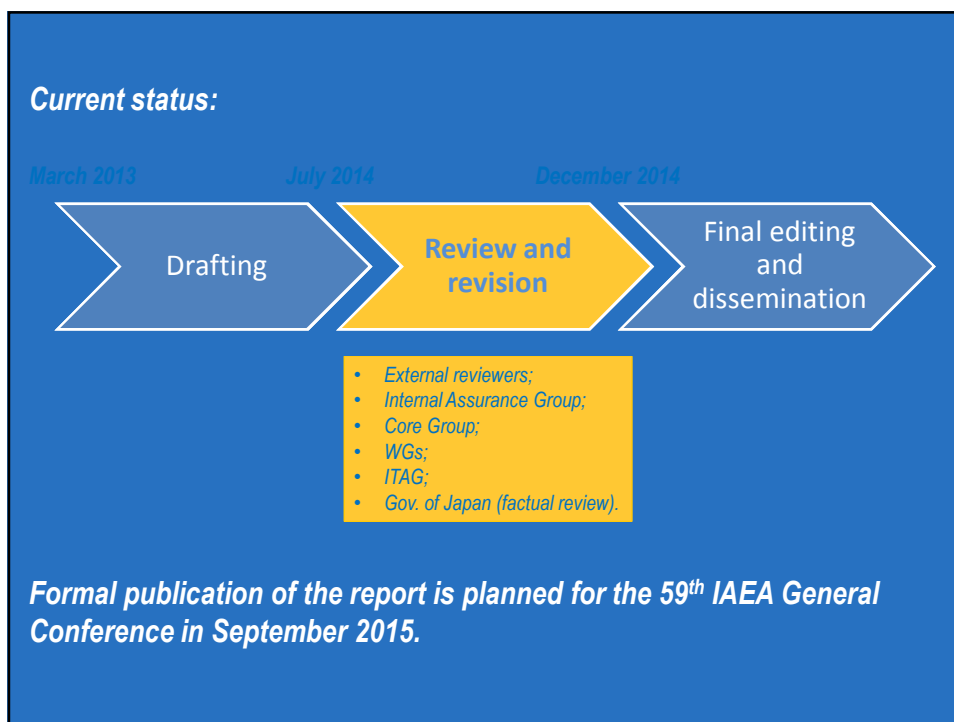 Current status:
March 2013 July 2014 December 2014
Drafting
Review and
revision
Final editing
and
dissemination
• External reviewers;
• Internal Assurance Group;
• Core Group;
• WGs;
• ITAG;
• Gov. of Japan (factual review).
Formal publication of the report is planned for the 59th IAEA General
Conference in September 2015.